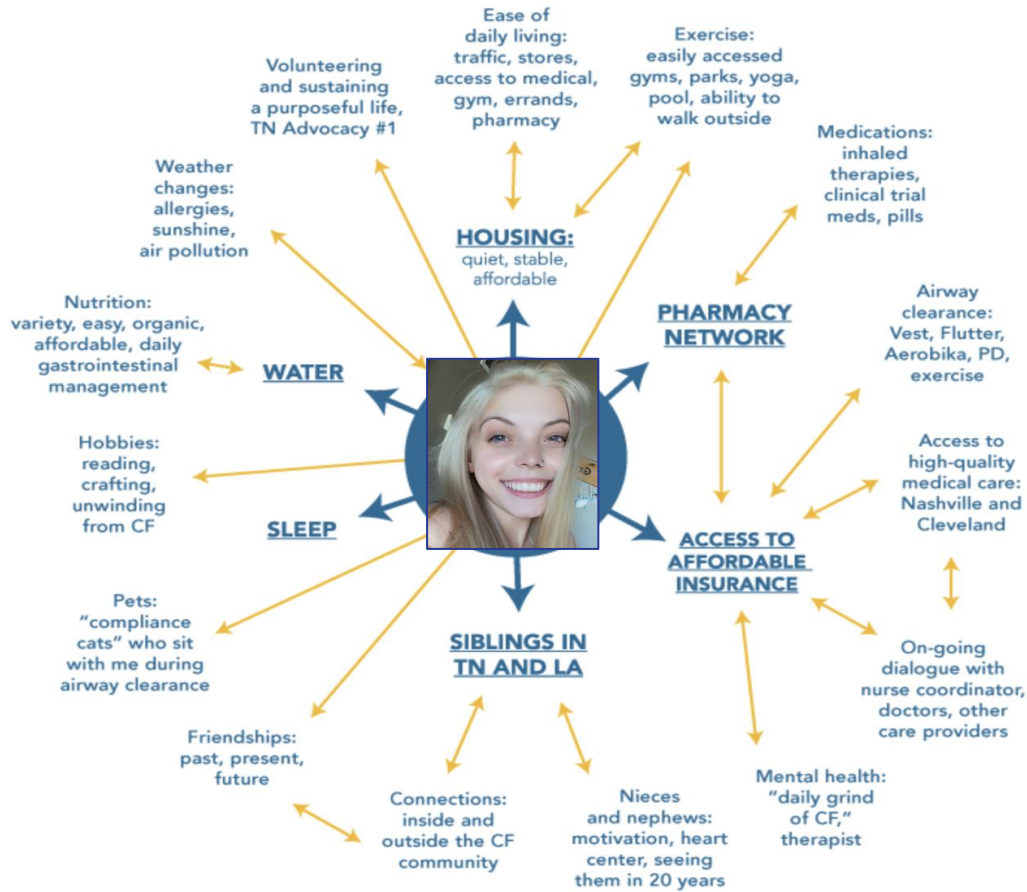 Ease of
daily living:
traffic, stores,
access to medical,
gym, errands,
pharmacy
Exercise:
easily accessed
gyms, parks, yoga,
pool, ability to
walk outside
Volunteering
and sustaining
a purposeful life,
TN Advocacy #1
Medications:
inhaled
therapies,
clinical trial
meds, pills
Weather
changes:
allergies,
sunshine,
air pollution
HOUSING:
quiet, stable,
affordable
Nutrition:
variety, easy, organic,
affordable, daily
gastrointestinal
management
WATER
PHARMACY
NETWORK
Airway
clearance:
Vest, Flutter,
Aerobika, PD,
exercise
Hobbies:
reading,
crafting,
unwinding
from CF
SLEEP
Access to
high-quality
medical care:
Nashville and
Cleveland
ACCESS TO
AFFORDABLE
INSURANCE
Pets:
“compliance
cats” who sit
with me during
airway clearance
SIBLINGS IN
TN AND LA
On-going
dialogue with
nurse coordinator,
doctors, other
care providers
Friendships:
past, present,
future
Connections:
inside and
outside the CF
community
Nieces
and nephews:
motivation, heart
center, seeing
them in 20 years
Mental health:
“daily grind
of CF,”
therapist